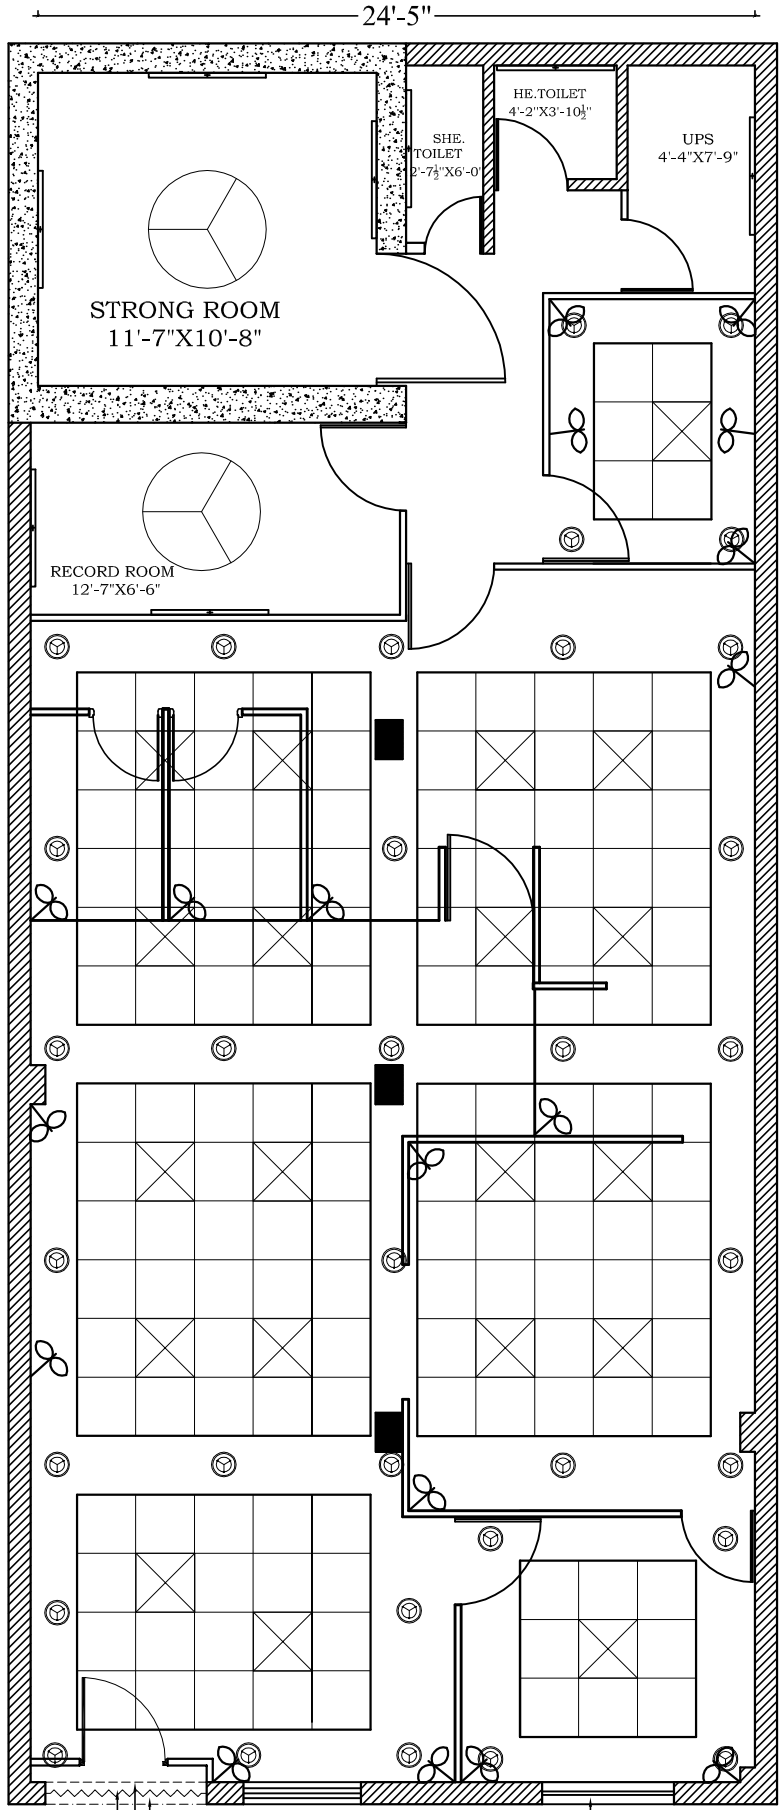 24'-5"
HE.TOILET
4'-2"X3'-10½"
SHE.
TOILET
2'-7½"X6'-0"
UPS
4'-4"X7'-9"
STRONG ROOM
11'-7"X10'-8"
RECORD ROOM
12'-7"X6'-6"